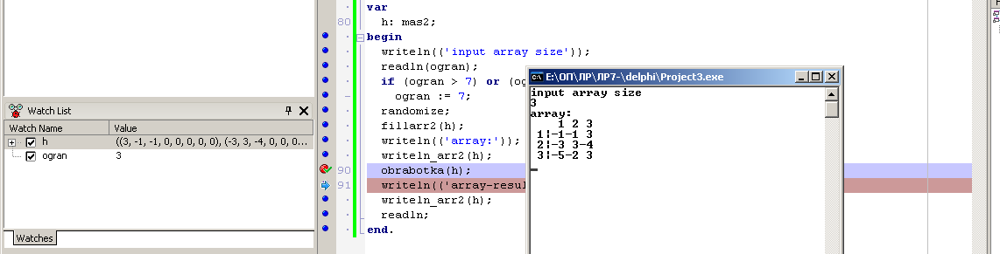 var
80
h: mas2;
begin
writeln(('input array size'));
readln(ogran);
if (ogran > 7) or (og
ogran := 7;
randomize;
fillarr2(h);
writeln(('array:'));
writeln_arr2(h);
90 obrabotka(h);
91 writeln(('array-resul
writeln_arr2(h);
readln;
end.
Watch List
Watch Name Value
h ((3, -1, -1, 0, 0, 0, 0, 0), (-3, 3, -4, 0, 0, 0...
ogran 3
Watches
E:\ОП\ЛР\ЛР7-\delphi\Project3.exe
input array size
3
array:
1 2 3
1¦-1-1 3
2¦-3 3-4
3¦-5-2 3